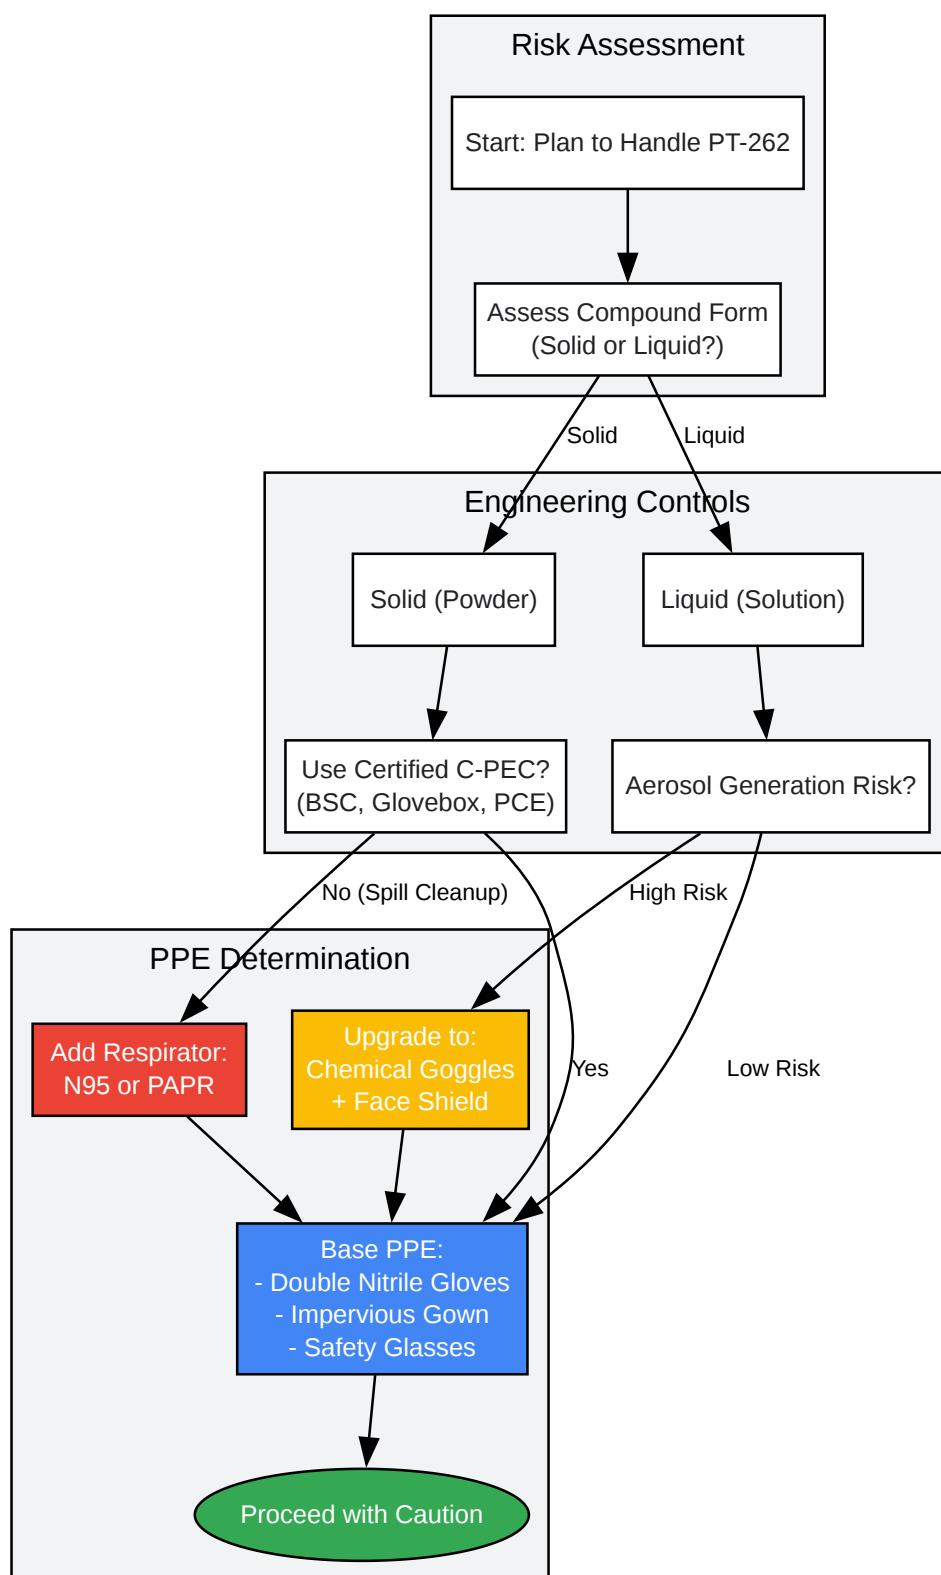 Risk Assessment
Start: Plan to Handle PT-262
Assess Compound Form
(Solid or Liquid?)
Solid
Liquid
Engineering Controls
Solid (Powder)
Liquid (Solution)
Use Certified C-PEC?
(BSC, Glovebox, PCE)
Aerosol Generation Risk?
No (Spill Cleanup)
High Risk
PPE Determination
Add Respirator:
N95 or PAPR
Upgrade to:
Chemical Goggles
+ Face Shield
Yes
Low Risk
Base PPE:
- Double Nitrile Gloves
- Impervious Gown
- Safety Glasses
Proceed with Caution